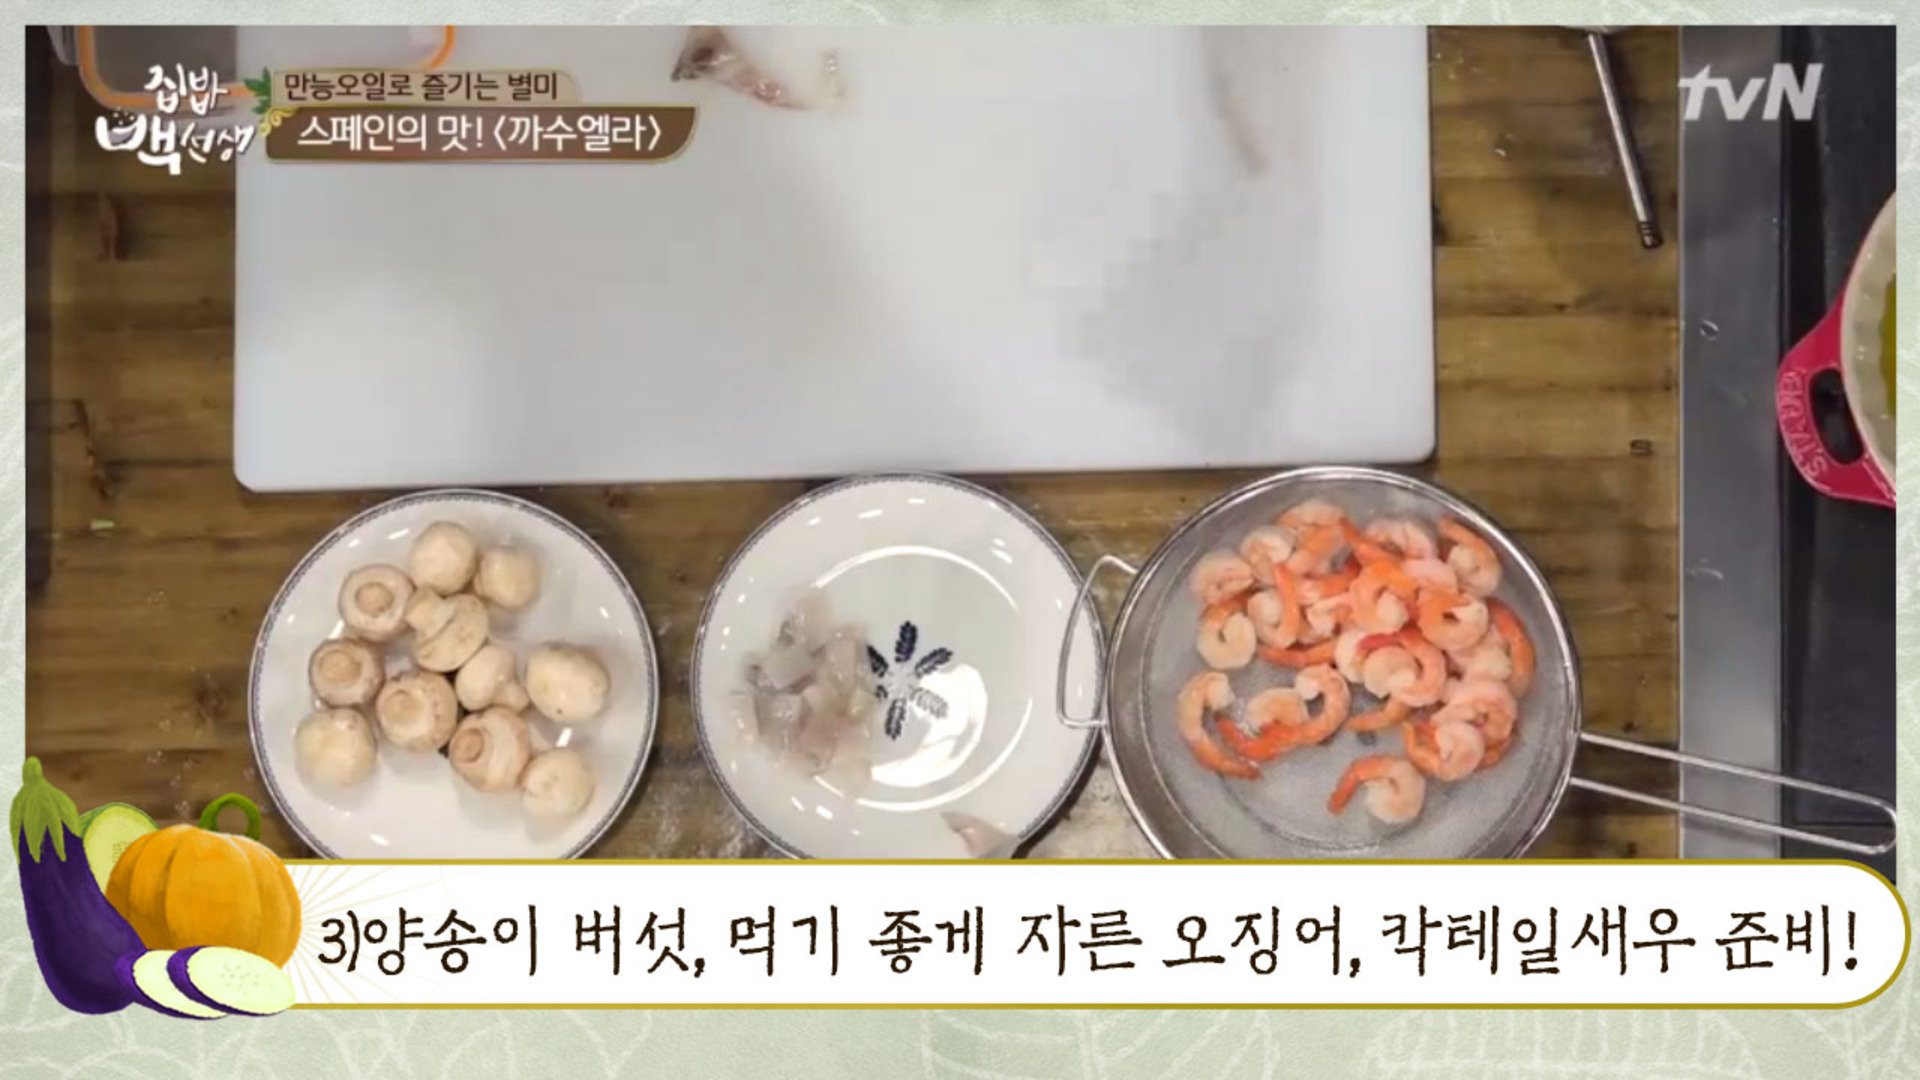 집밥
백선생
만능오일로 즐기는 별미
스페인의 맛! <까수엘라>
tvN
STAUB
3)양송이 버섯, 먹기 좋게 자른 오징어, 칵테일새우 준비!